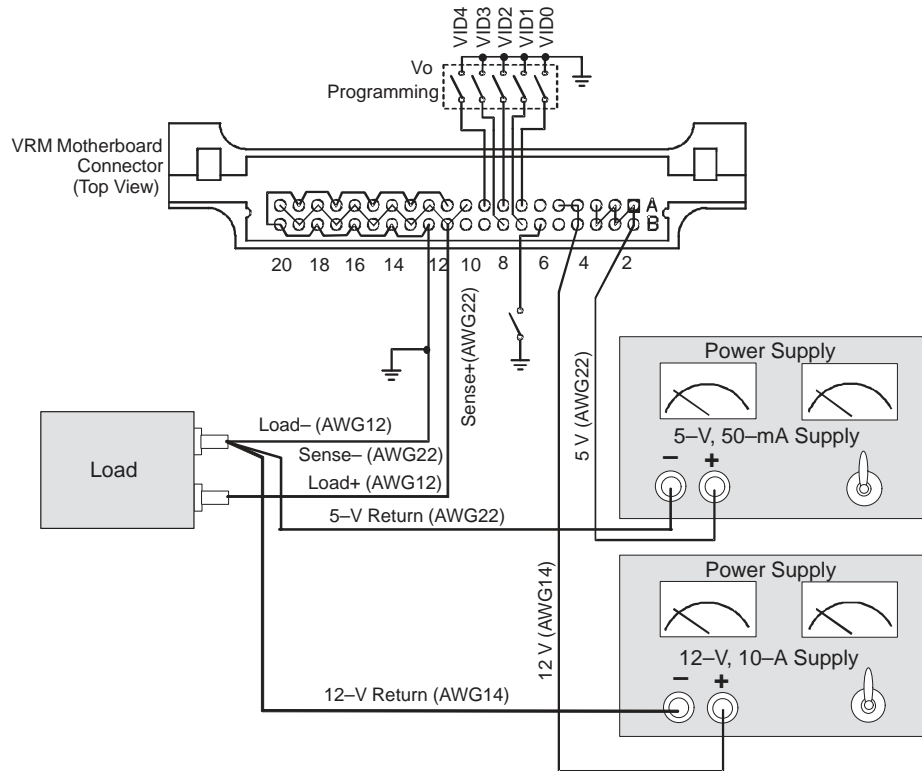 VID4
VID3
VID2
VID1
VID0
Vo
Programming
VRM Motherboard
Connector
(Top View)
A
B
20 18 16 14 12 10 8 6 4 2
Sense+(AWG22)
5 V (AWG22)
12 V (AWG14)
Load– (AWG12)
Sense– (AWG22)
Load+ (AWG12)
5–V Return (AWG22)
12–V Return (AWG14)
Load
Power Supply
5–V, 50–mA Supply
– +
Power Supply
12–V, 10–A Supply
– +